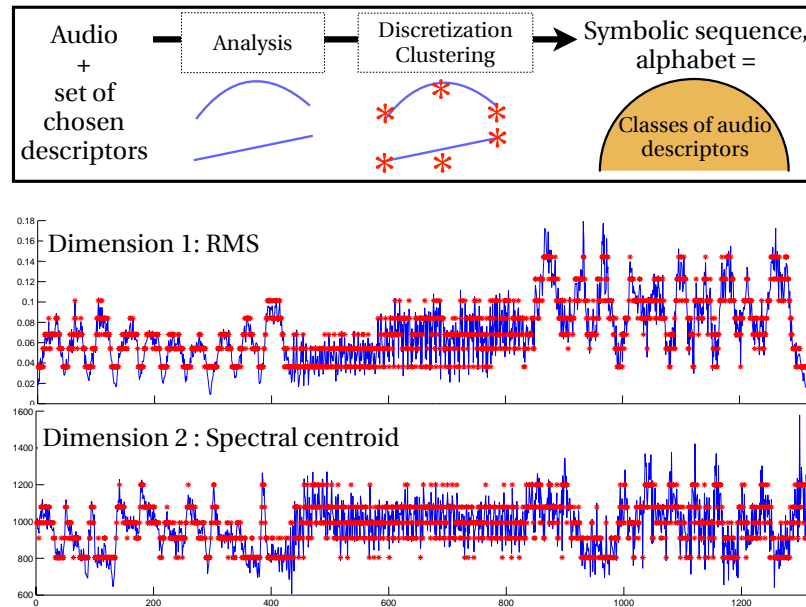 Audio
+
set of
chosen
descriptors
Analysis
Discretization
Clustering
Symbolic sequence,
alphabet =
Classes of audio
descriptors
Dimension 1: RMS
0.18
0.16
0.14
0.12
0.1
0.08
0.06
0.04
0.02
0
Dimension 2 : Spectral centroid
1600
1400
1200
1000
800
600
0
200
400
600
800
1000
1200